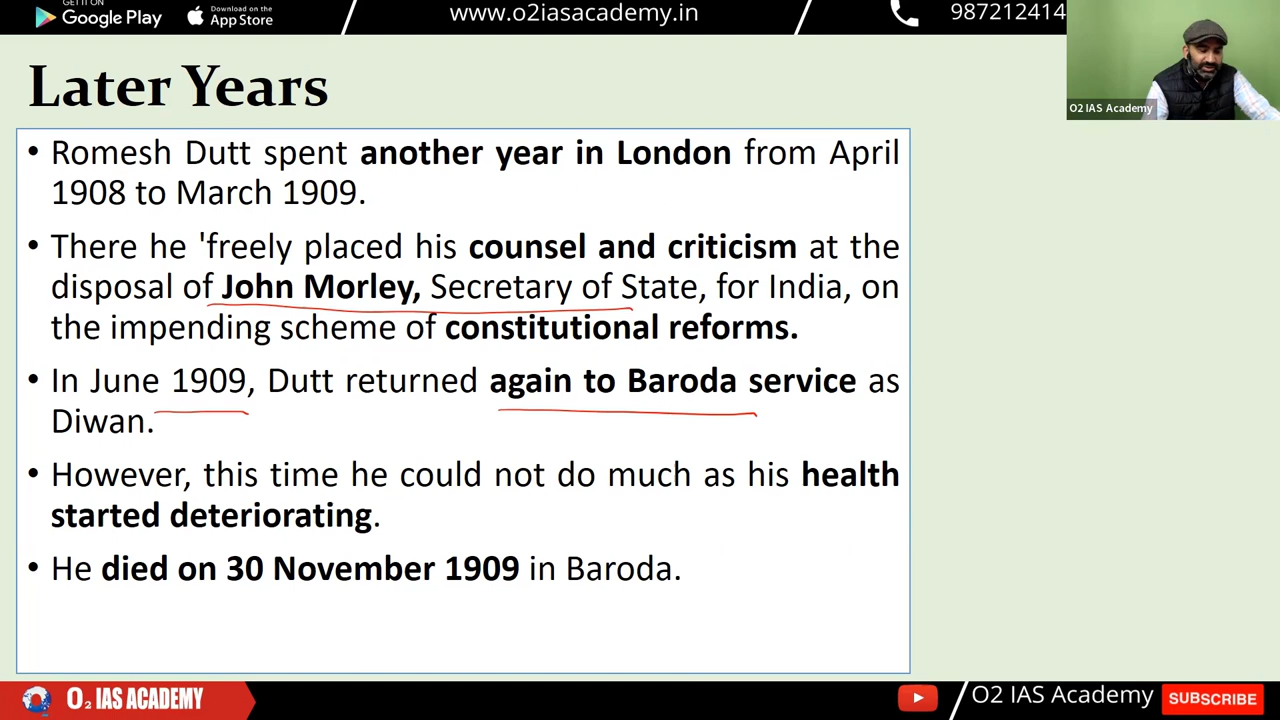 GET IT ON
Google Play
Download on the
App Store
www.o2iasacademy.in
987212414
O2 IAS Academy
Later Years
• Romesh Dutt spent another year in London from April
1908 to March 1909.
• There he 'freely placed his counsel and criticism at the
disposal of John Morley, Secretary of State, for India, on
the impending scheme of constitutional reforms.
• In June 1909, Dutt returned again to Baroda service as
Diwan.
• However, this time he could not do much as his health
started deteriorating.
• He died on 30 November 1909 in Baroda.
O2 IAS ACADEMY
O2 IAS Academy
SUBSCRIBE